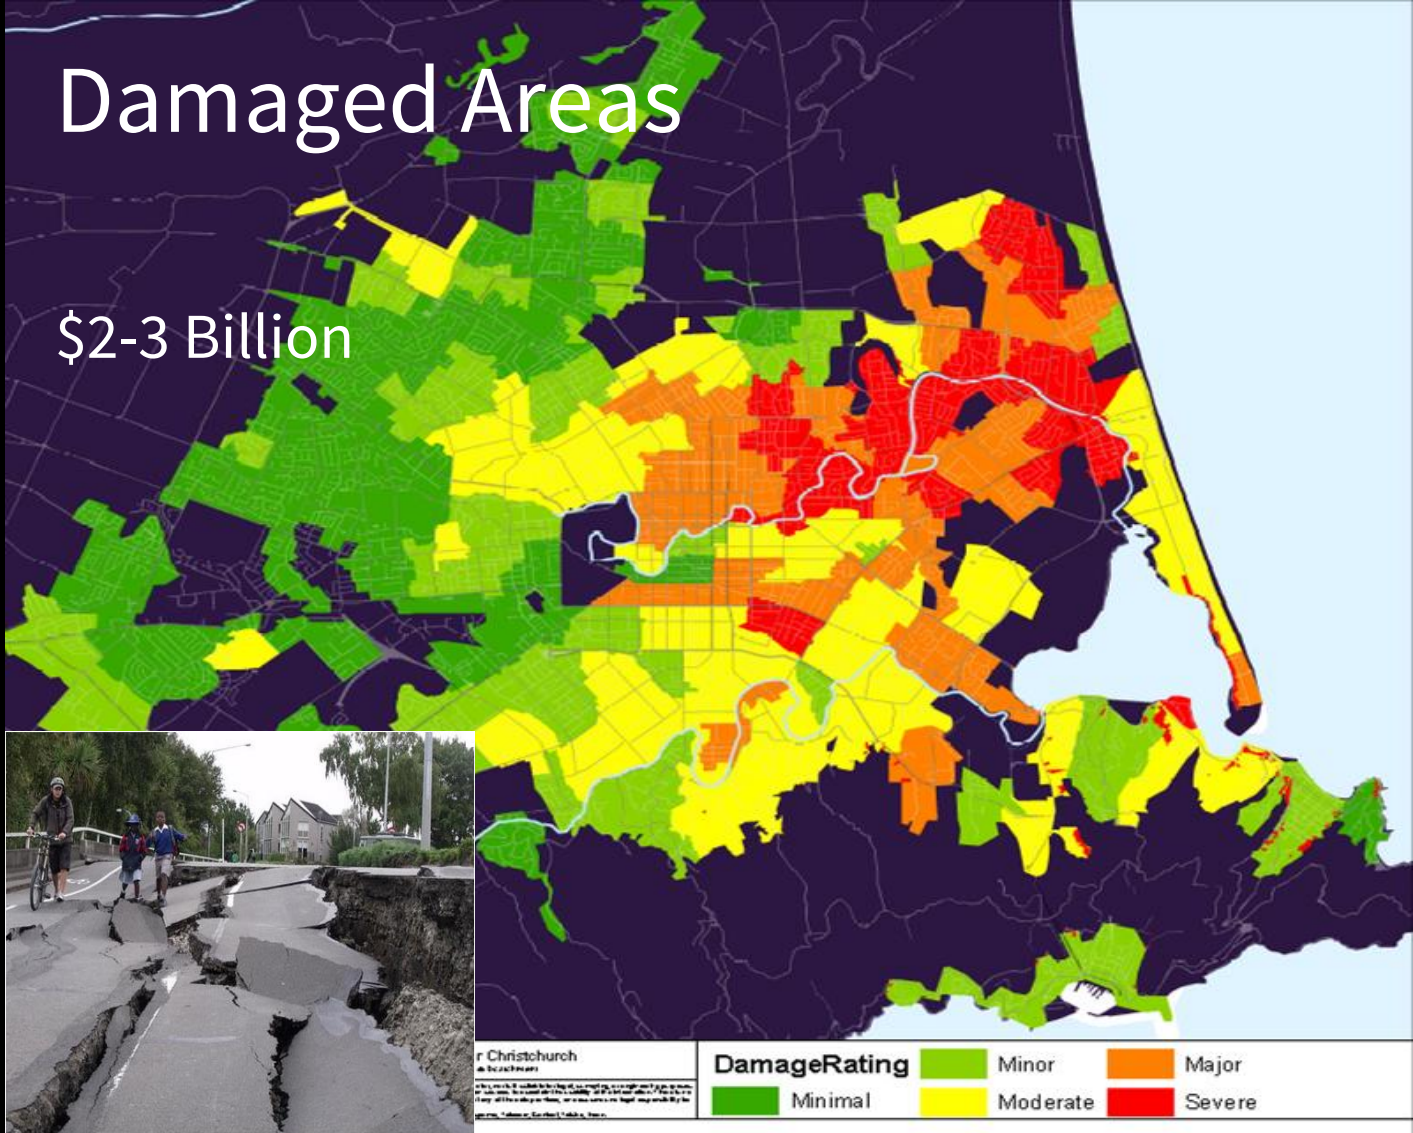 Damaged Areas
$2-3 Billion
r Christchurch
DamageRating
Minimal
Minor
Moderate
Major
Severe